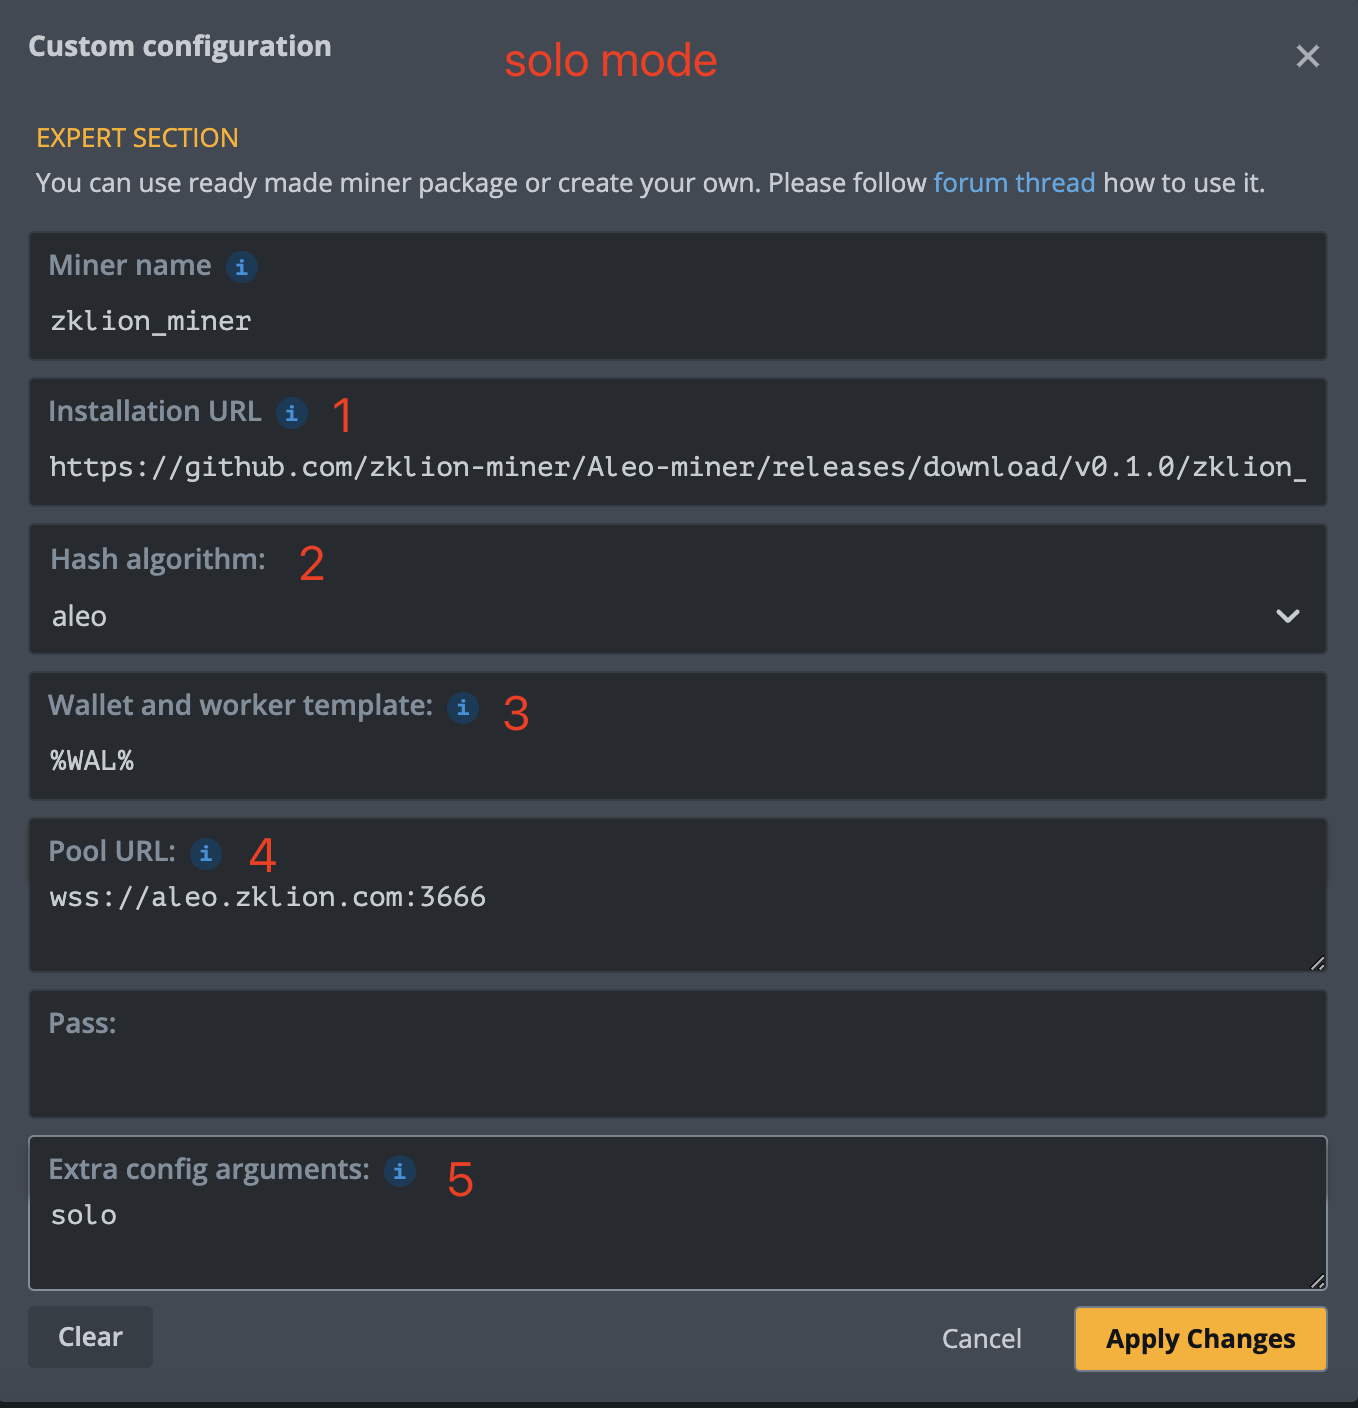 Custom configuration
solo mode
EXPERT SECTION
You can use ready made miner package or create your own. Please follow forum thread how to use it.
Miner name i
zklion_miner
Installation URL i 1
https://github.com/zklion-miner/Aleo-miner/releases/download/v0.1.0/zklion_
Hash algorithm: 2
aleo
Wallet and worker template: i 3
%WAL%
Pool URL: i 4
wss://aleo.zklion.com:3666
Pass:
Extra config arguments: i 5
solo
Clear
Cancel
Apply Changes